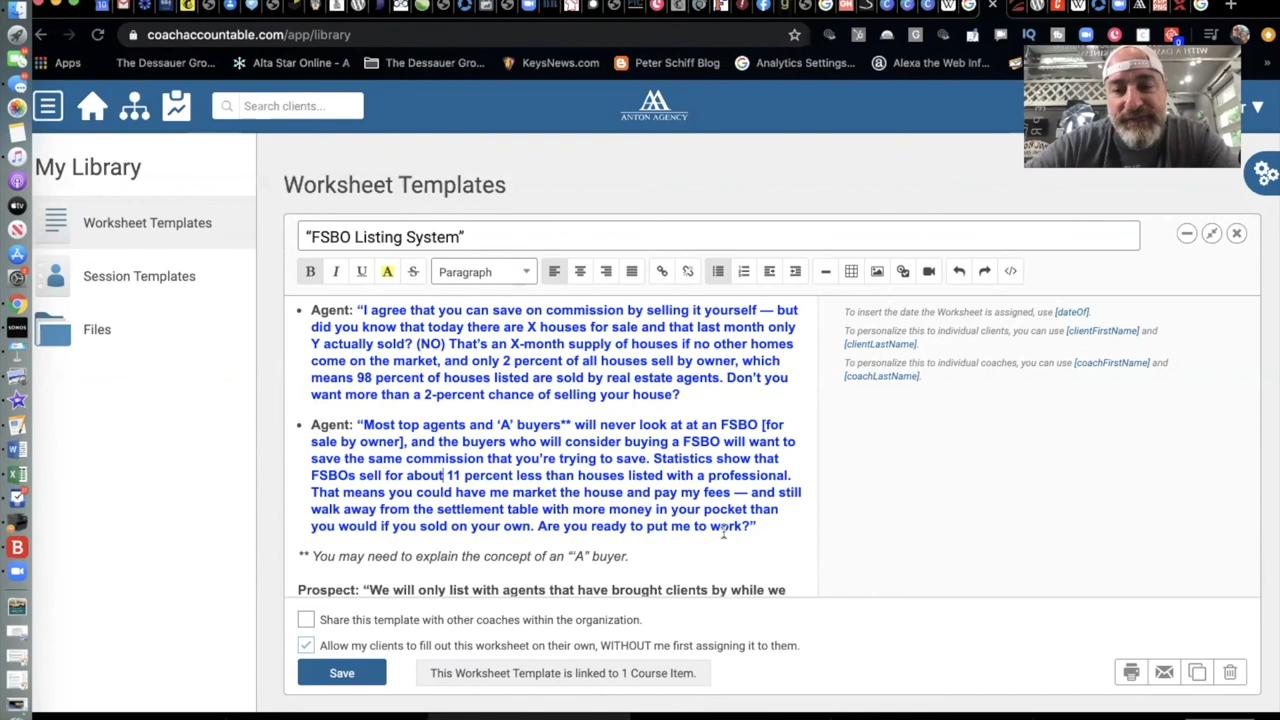 coachaccountable.com/app/library
Apps
The Dessauer Gro...
Alta Star Online - A
The Dessauer Gro...
KeysNews.com
Peter Schiff Blog
Analytics Settings...
Alexa the Web Inf...
Search clients...
ANTON AGENCY
My Library
Worksheet Templates
Session Templates
Files
Worksheet Templates
“FSBO Listing System”
B I U A S Paragraph
• Agent: “I agree that you can save on commission by selling it yourself — but
did you know that today there are X houses for sale and that last month only
Y actually sold? (NO) That’s an X-month supply of houses if no other homes
come on the market, and only 2 percent of all houses sell by owner, which
means 98 percent of houses listed are sold by real estate agents. Don’t you
want more than a 2-percent chance of selling your house?
• Agent: “Most top agents and ‘A’ buyers** will never look at at an FSBO [for
sale by owner], and the buyers who will consider buying a FSBO will want to
save the same commission that you’re trying to save. Statistics show that
FSBOs sell for about 11 percent less than houses listed with a professional.
That means you could have me market the house and pay my fees — and still
walk away from the settlement table with more money in your pocket than
you would if you sold on your own. Are you ready to put me to work?”
** You may need to explain the concept of an “‘A” buyer.
Prospect: “We will only list with agents that have brought clients by while we
To insert the date the Worksheet is assigned, use [dateOf].
To personalize this to individual clients, you can use [clientFirstName] and
[clientLastName].
To personalize this to individual coaches, you can use [coachFirstName] and
[coachLastName].
Share this template with other coaches within the organization.
Allow my clients to fill out this worksheet on their own, WITHOUT me first assigning it to them.
Save
This Worksheet Template is linked to 1 Course Item.